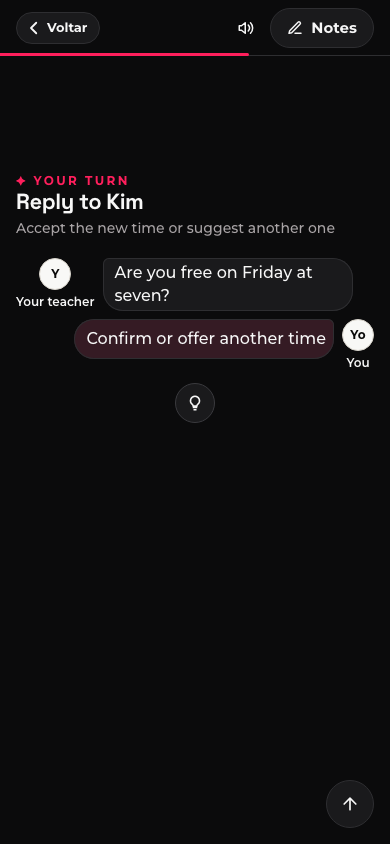 Voltar
Notes
YOUR TURN
Reply to Kim
Accept the new time or suggest another one
Y
Your teacher
Are you free on Friday at
seven?
Confirm or offer another time
Yo
You